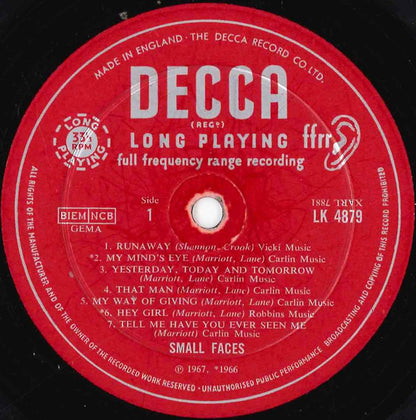 MADE IN ENGLAND · THE DECCA RECORD CO. LTD.
DECCA
(REGD)
LONG PLAYING
33⅓ RPM
LONG PLAYING ffrr
full frequency range recording
Side
1
BIEM NCB
GEMA
XARL 7881
LK 4879
1. RUNAWAY (Shannon, Crook) Vicki Music
*2. MY MIND'S EYE (Marriott, Lane) Carlin Music
3. YESTERDAY, TODAY AND TOMORROW
(Marriott, Lane) Carlin Music
4. THAT MAN (Marriott, Lane) Carlin Music
5. MY WAY OF GIVING (Marriott, Lane) Carlin Music
*6. HEY GIRL (Marriott, Lane) Robbins Music
7. TELL ME HAVE YOU EVER SEEN ME
(Marriott) Carlin Music
SMALL FACES
℗ 1967, *1966
ALL RIGHTS OF THE MANUFACTURER AND OF THE OWNER OF THE RECORDED WORK RESERVED · UNAUTHORISED PUBLIC PERFORMANCE BROADCASTING AND COPYING OF THIS RECORD PROHIBITED